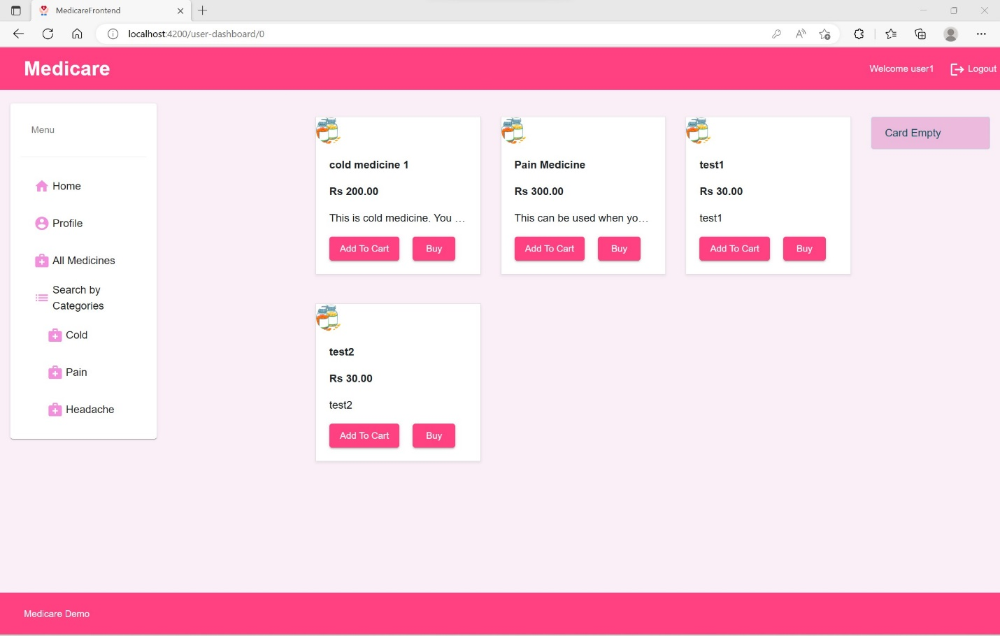 MedicareFrontend
localhost:4200/user-dashboard/0
Medicare
Welcome user1
Logout
Menu
Home
Profile
All Medicines
Search by
Categories
Cold
Pain
Headache
cold medicine 1
Rs 200.00
This is cold medicine. You ...
Add To Cart
Buy
Pain Medicine
Rs 300.00
This can be used when yo...
Add To Cart
Buy
test1
Rs 30.00
test1
Add To Cart
Buy
Card Empty
test2
Rs 30.00
test2
Add To Cart
Buy
Medicare Demo